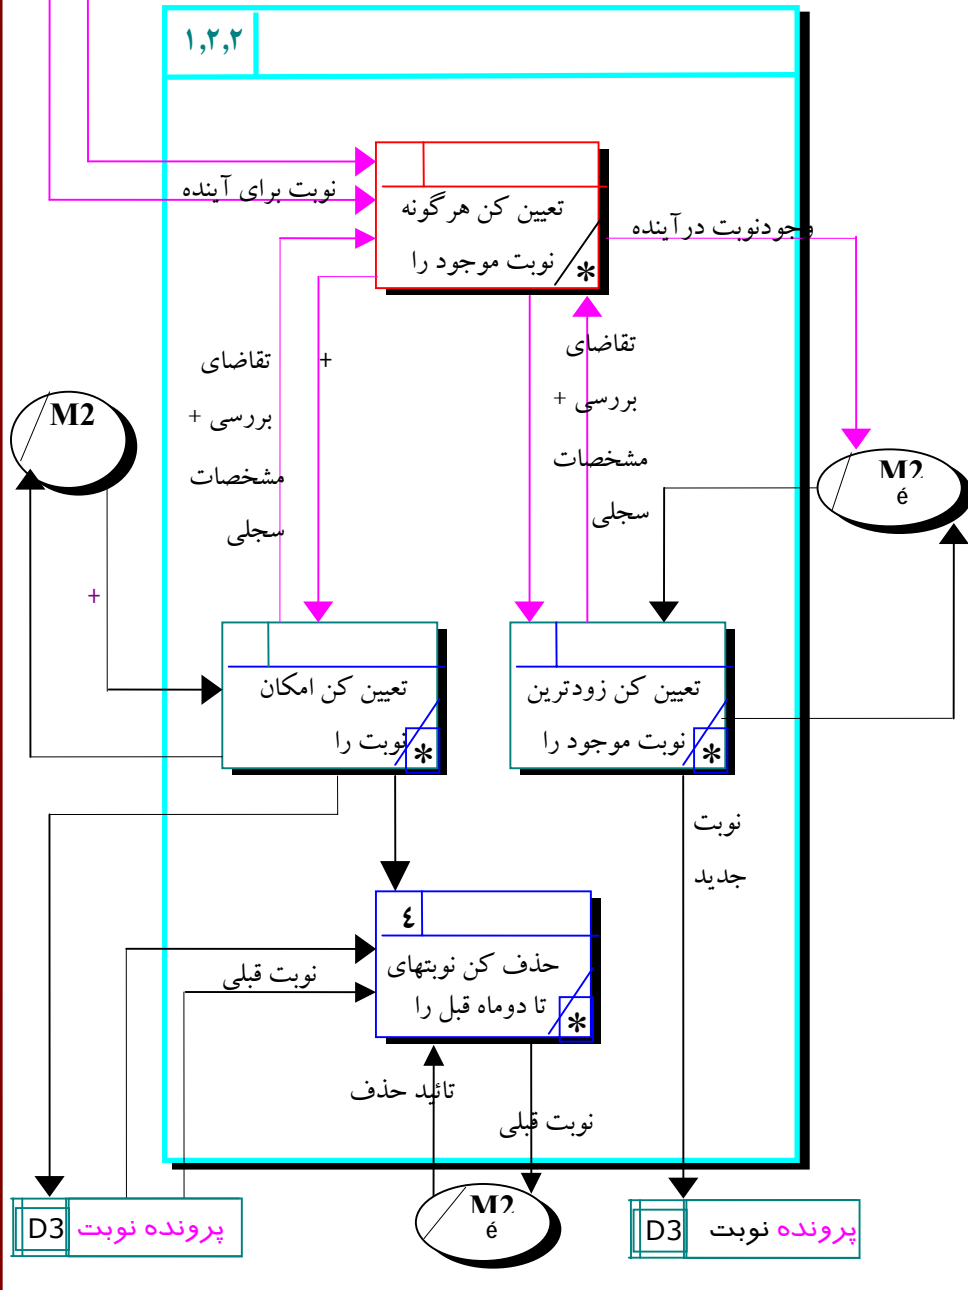 ۱,۲,۲
نوبت برای آینده
تعیین کن هرگونه
نوبت موجود را
*
وجودنوبت درآینده
تقاضای
بررسی +
مشخصات
سجلی
+
تقاضای
بررسی +
مشخصات
سجلی
M2
M2
é
+
تعیین کن امکان
نوبت را
*
تعیین کن زودترین
نوبت موجود را
*
نوبت
جدید
٤
حذف کن نوبتهای
تا دوماه قبل را
*
نوبت قبلی
تائید حذف
نوبت قبلی
D3 پرونده نوبت
M2
é
D3 پرونده نوبت